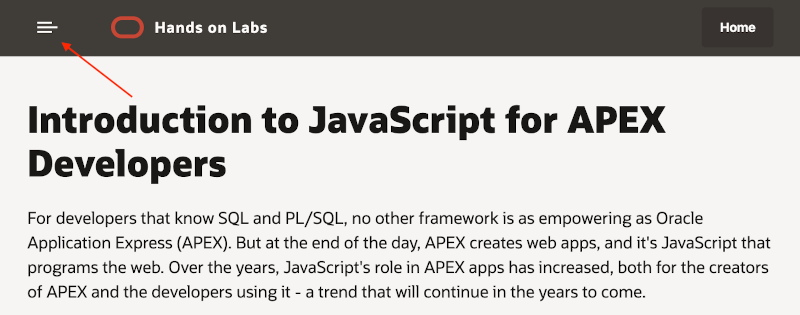 Hands on Labs
Home
Introduction to JavaScript for APEX
Developers
For developers that know SQL and PL/SQL, no other framework is as empowering as Oracle
Application Express (APEX). But at the end of the day, APEX creates web apps, and it's JavaScript that
programs the web. Over the years, JavaScript's role in APEX apps has increased, both for the creators
of APEX and the developers using it - a trend that will continue in the years to come.